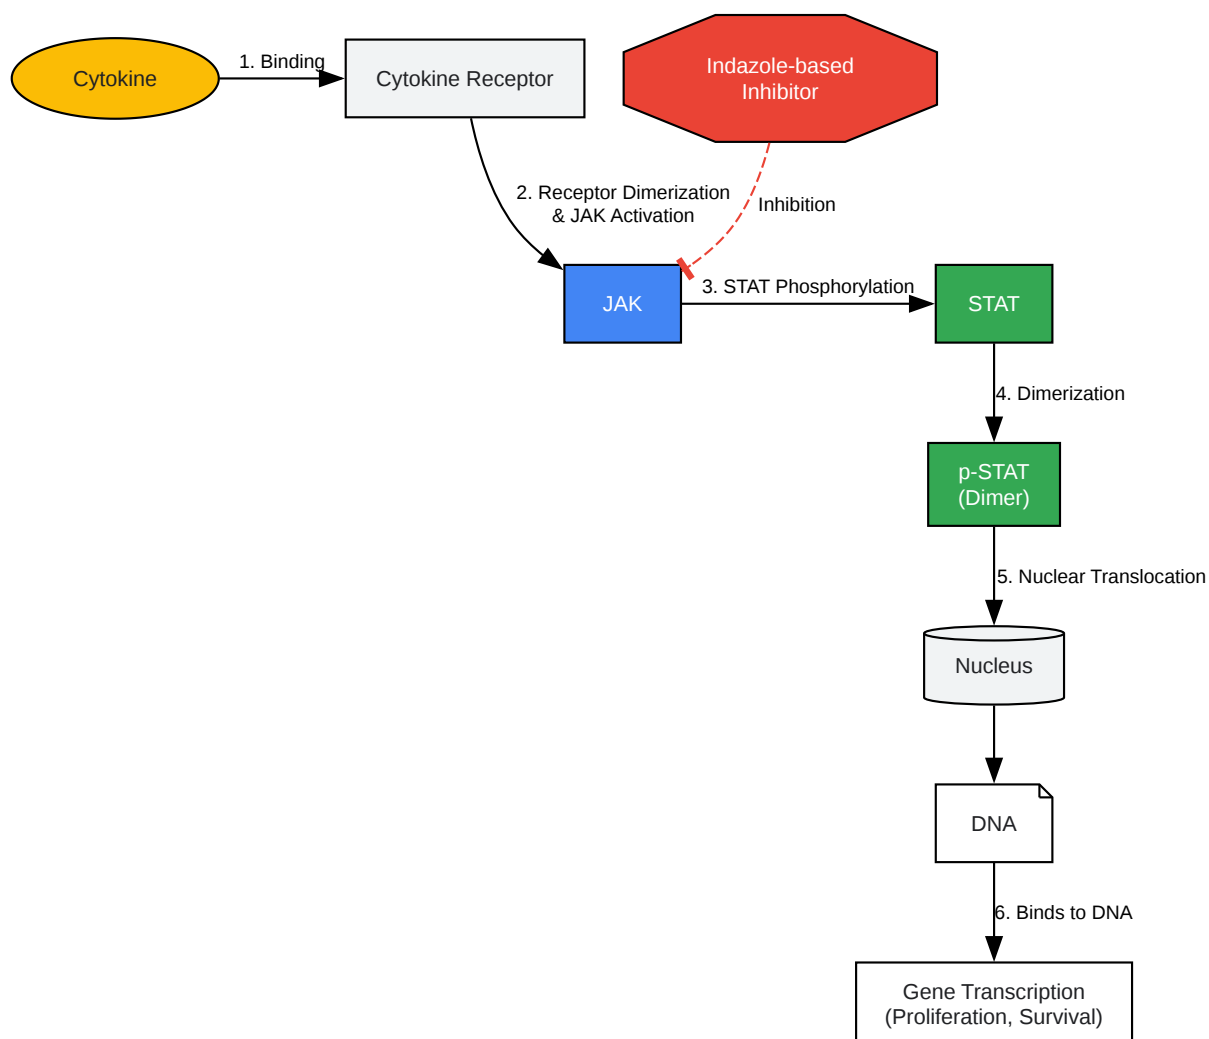 Cytokine
1. Binding
Cytokine Receptor
Indazole-based
Inhibitor
2. Receptor Dimerization
& JAK Activation
Inhibition
JAK
3. STAT Phosphorylation
STAT
4. Dimerization
p-STAT
(Dimer)
5. Nuclear Translocation
Nucleus
DNA
6. Binds to DNA
Gene Transcription
(Proliferation, Survival)